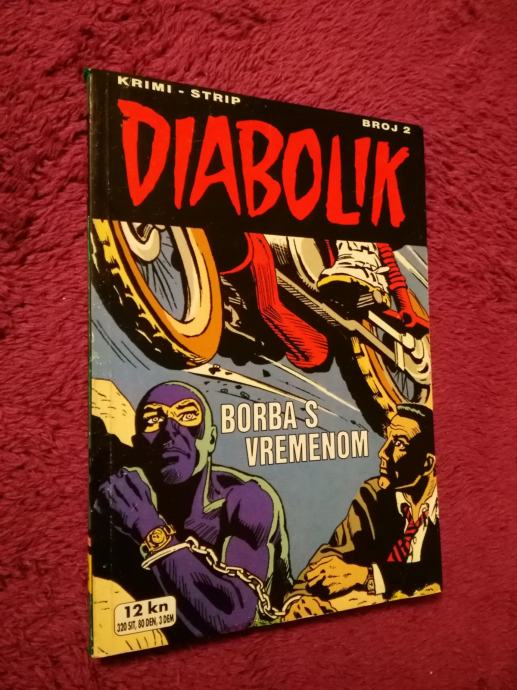 KRIMI - STRIP
BROJ 2
DIABOLIK
BORBA S
VREMENOM
12 kn
320 SIT, 80 DEN, 3 DEM